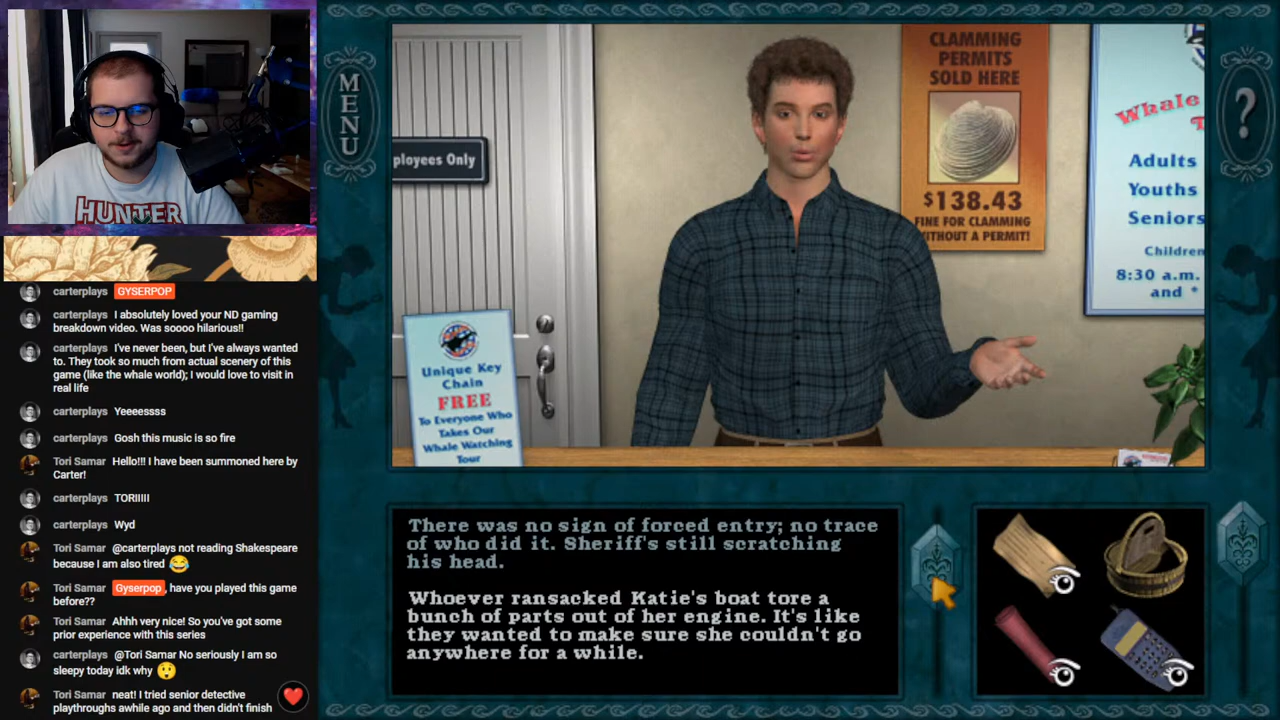 HUNTER
carterplays GYSERPOP
carterplays I absolutely loved your ND gaming
breakdown video. Was soooo hilarious!!
carterplays I've never been, but I've always wanted
to. They took so much from actual scenery of this
game (like the whale world); I would love to visit in
real life
carterplays Yeeeessss
carterplays Gosh this music is so fire
Tori Samar Hello!!! I have been summoned here by
Carter!
carterplays TORIIIII
carterplays Wyd
Tori Samar @carterplays not reading Shakespeare
because I am also tired 😂
Tori Samar Gyserpop, have you played this game
before??
Tori Samar Ahhh very nice! So you've got some
prior experience with this series
carterplays @Tori Samar No seriously I am so
sleepy today idk why 😲
Tori Samar neat! I tried senior detective
playthroughs awhile ago and then didn't finish
MENU
?
ployees Only
CLAMMING
PERMITS
SOLD HERE
$138.43
FINE FOR CLAMMING
WITHOUT A PERMIT!
Whale
T
Adults
Youths
Seniors
Children
8:30 a.m.
and *
Unique Key
Chain
FREE
To Everyone Who
Takes Our
Whale Watching
Tour
There was no sign of forced entry; no trace
of who did it. Sheriff's still scratching
his head.
Whoever ransacked Katie's boat tore a
bunch of parts out of her engine. It's like
they wanted to make sure she couldn't go
anywhere for a while.